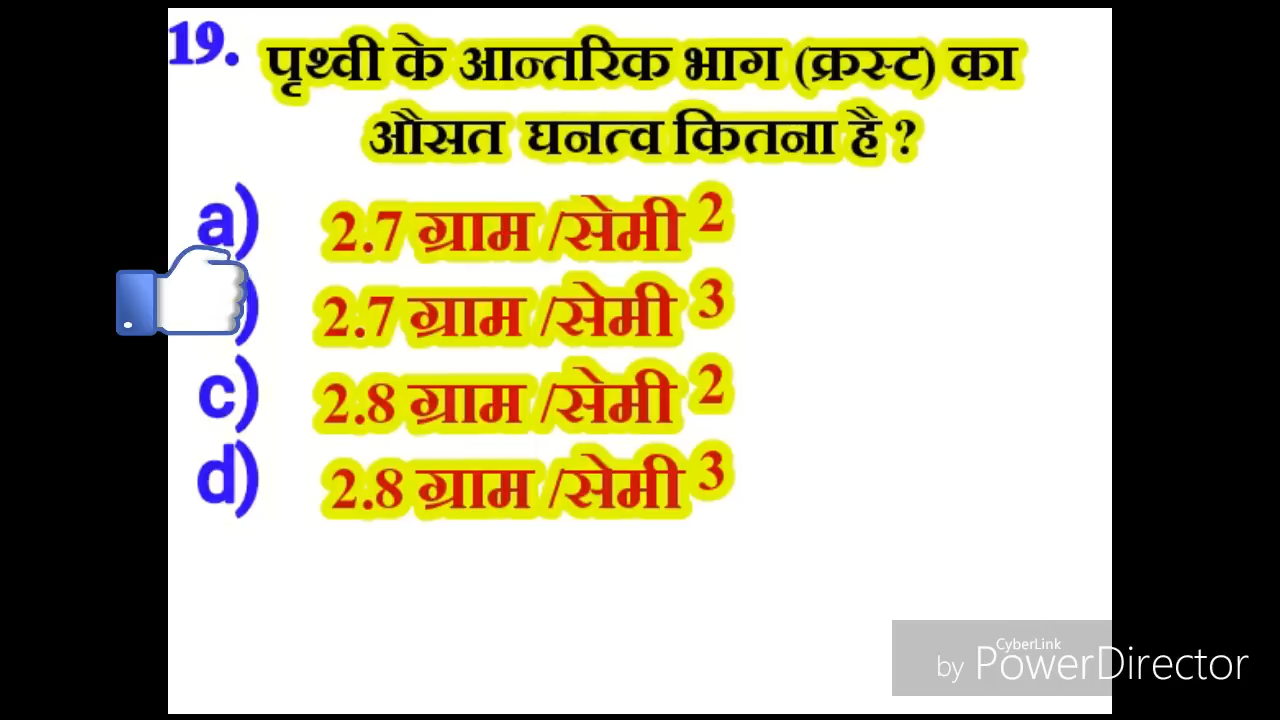 19. पृथ्वी के आन्तरिक भाग (क्रस्ट) का
औसत घनत्व कितना है ?
a) 2.7 ग्राम /सेमी 2
) 2.7 ग्राम /सेमी 3
c) 2.8 ग्राम /सेमी 2
d) 2.8 ग्राम /सेमी 3
CyberLink
by PowerDirector